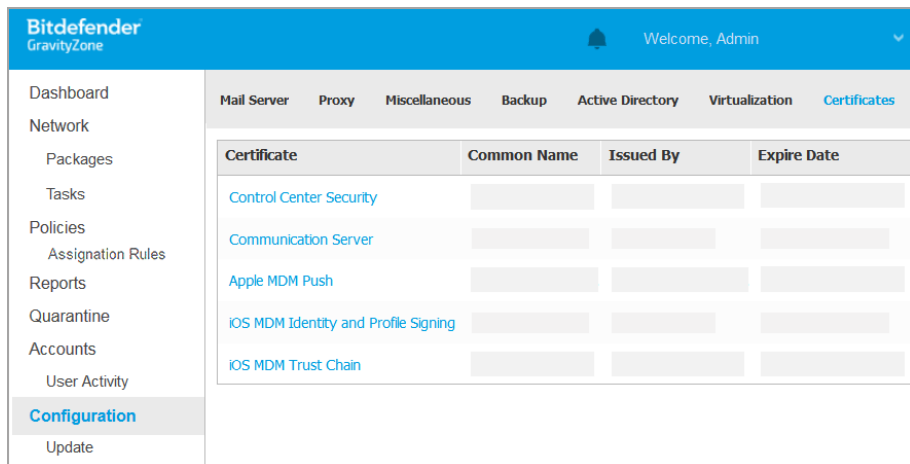 Bitdefender
GravityZone
Welcome, Admin
Dashboard
Network
Packages
Tasks
Policies
Assignation Rules
Reports
Quarantine
Accounts
User Activity
Configuration
Update
Mail Server Proxy Miscellaneous Backup Active Directory Virtualization Certificates
Certificate Common Name Issued By Expire Date
Control Center Security
Communication Server
Apple MDM Push
iOS MDM Identity and Profile Signing
iOS MDM Trust Chain